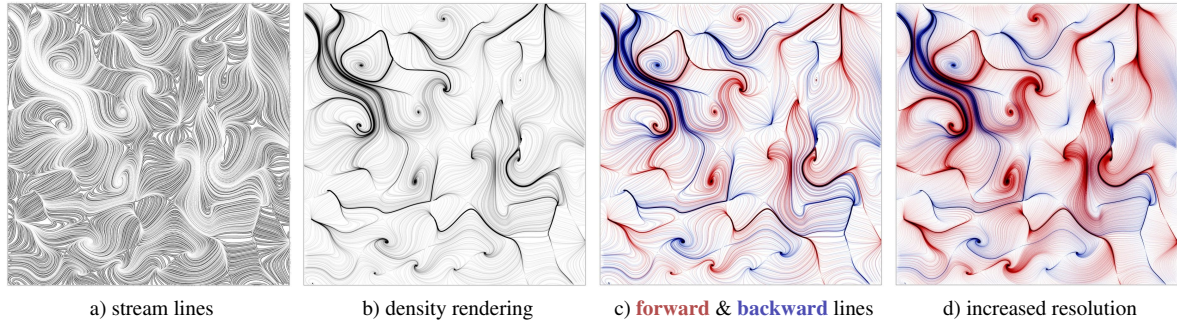 a) stream lines
b) density rendering
c) forward & backward lines
d) increased resolution